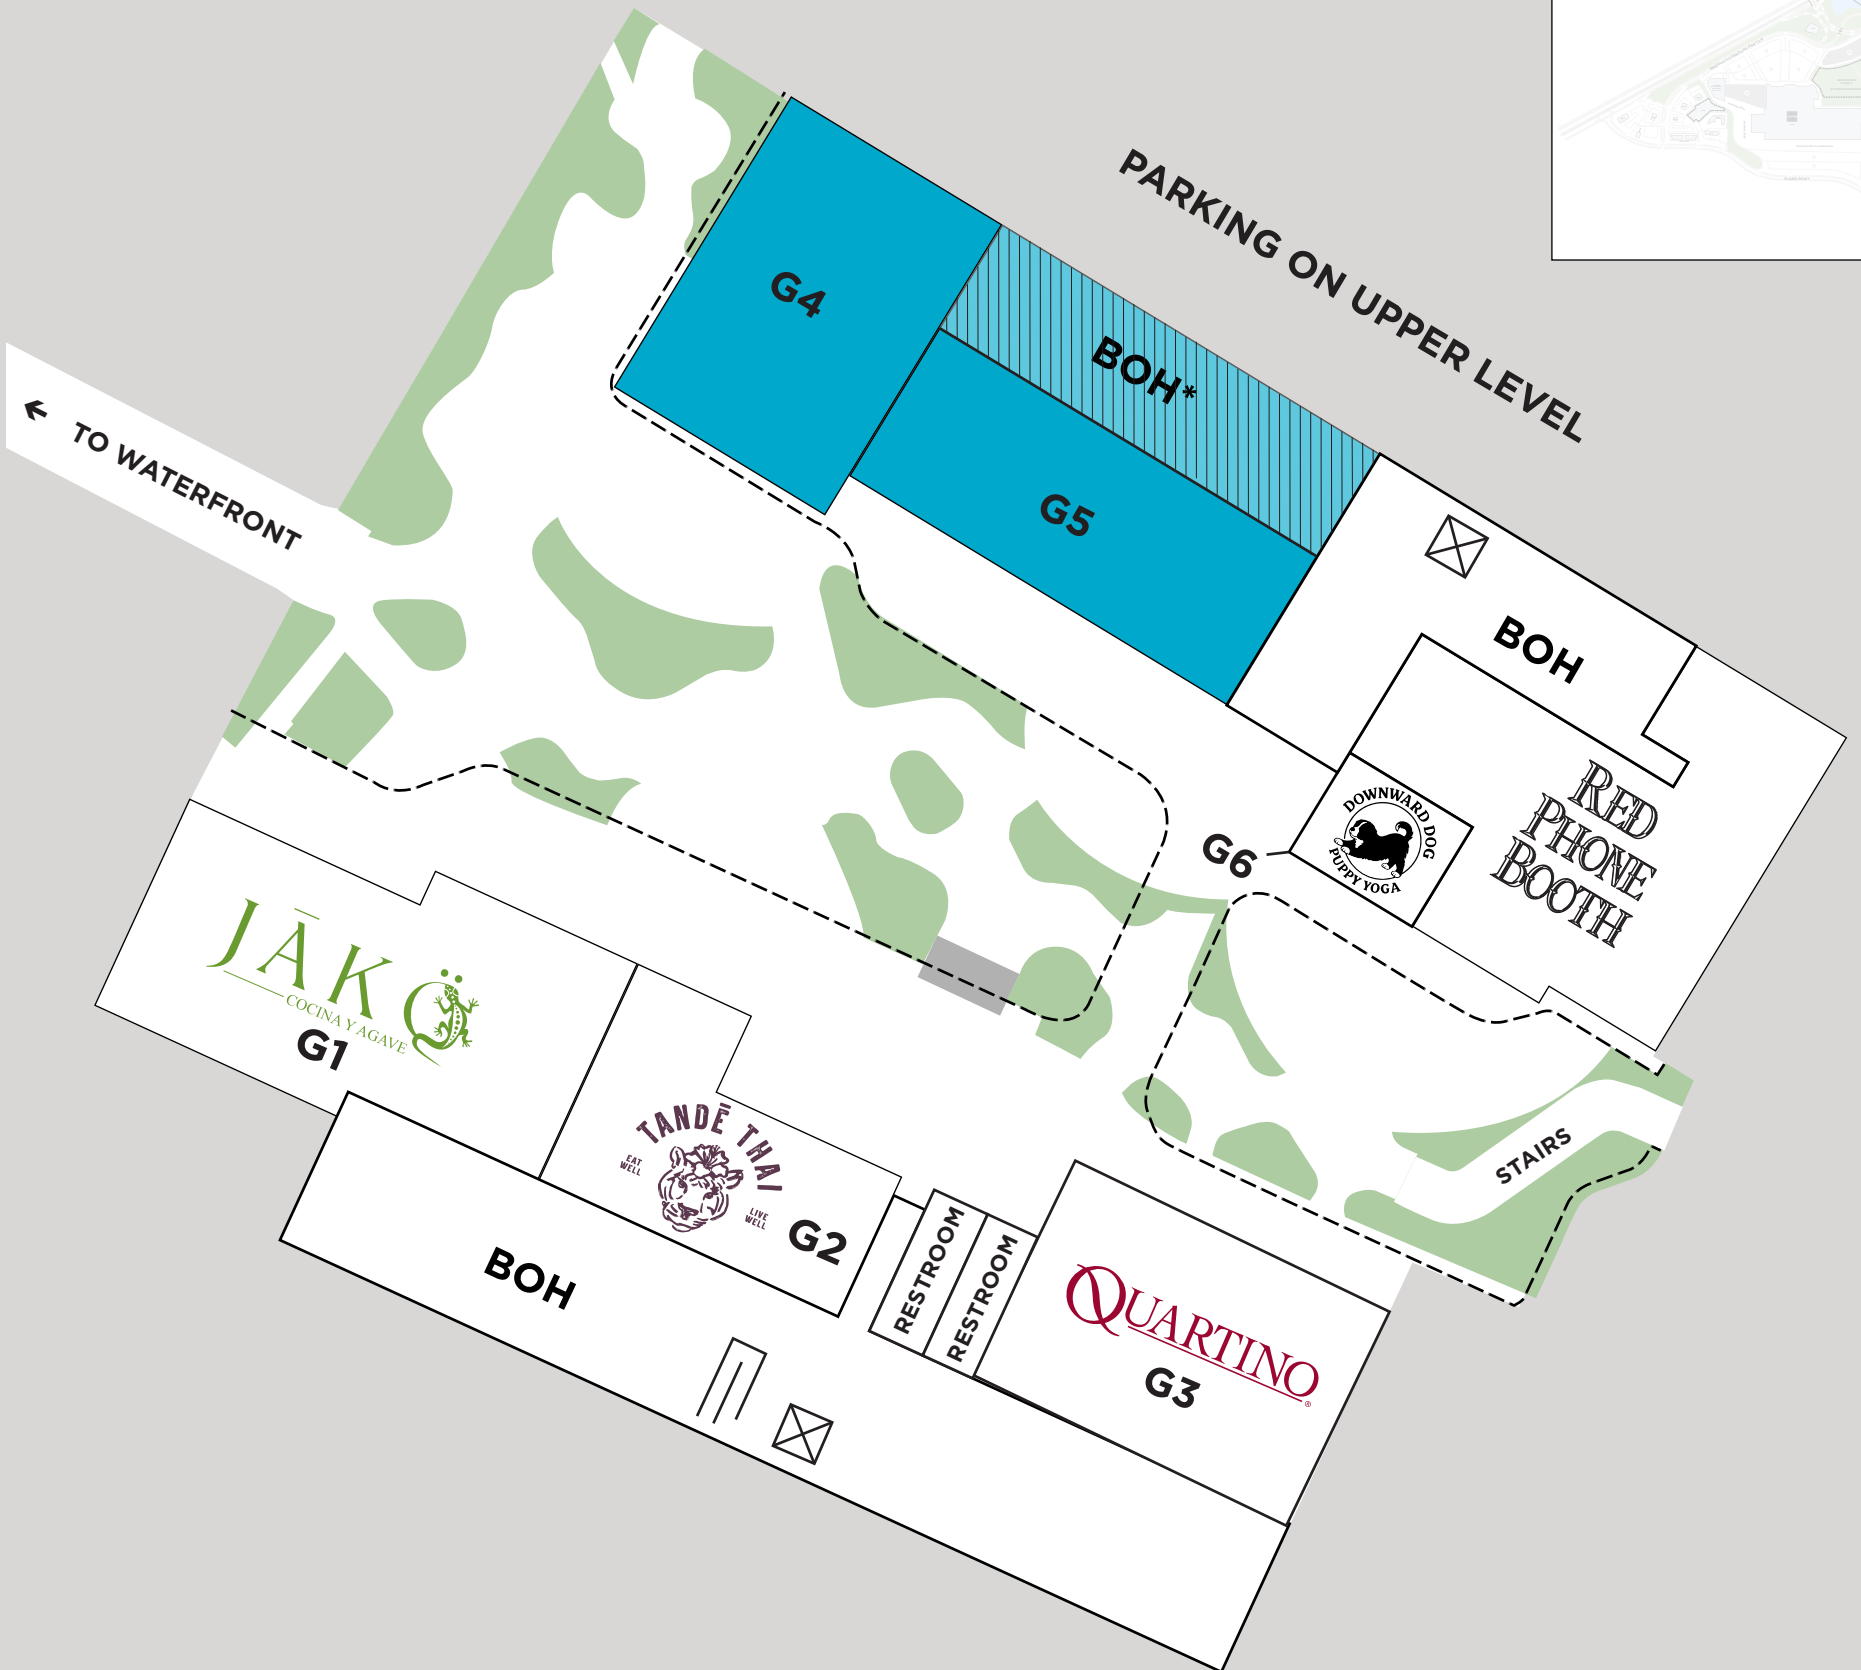 PARKING ON UPPER LEVEL
G4
BOH*
← TO WATERFRONT
G5
BOH
RED
PHONE
BOOTH
DOWNWARD DOG
PUPPY YOGA
G6
JĀKÖ
COCINA Y AGAVE
G1
TANDĒ THAI
EAT
WELL
LIVE
WELL
G2
STAIRS
RESTROOM
RESTROOM
BOH
QUARTINO®
G3